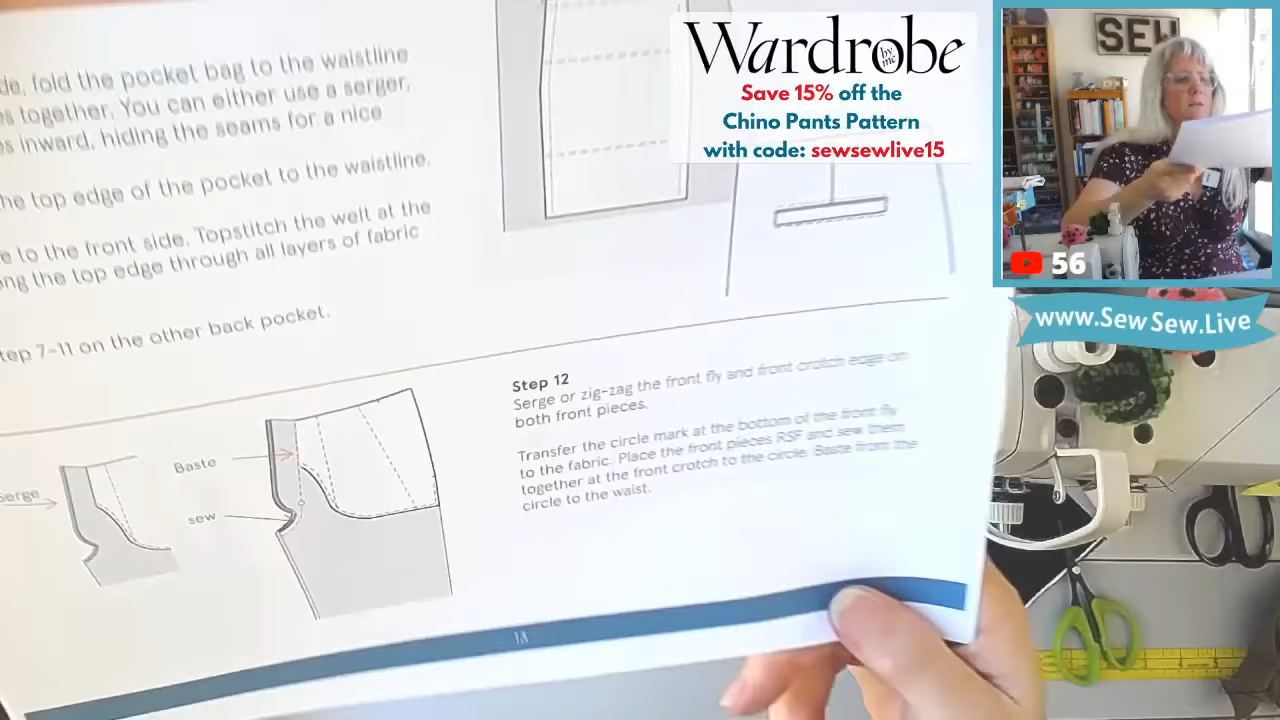 de, fold the pocket bag to the waistline
es together. You can either use a serger,
es inward, hiding the seams for a nice
he top edge of the pocket to the waistline.
e to the front side. Topstitch the welt at the
ng the top edge through all layers of fabric
tep 7-11 on the other back pocket.
Wardrobe
by me
Save 15% off the
Chino Pants Pattern
with code: sewsewlive15
SEW
56
www.SewSew.Live
Serge
Baste
sew
Step 12
Serge or zig-zag the front fly and front crotch edge on
both front pieces.
Transfer the circle mark at the bottom of the front fly
to the fabric. Place the front pieces RSF and sew them
together at the front crotch to the circle. Baste from the
circle to the waist.
18